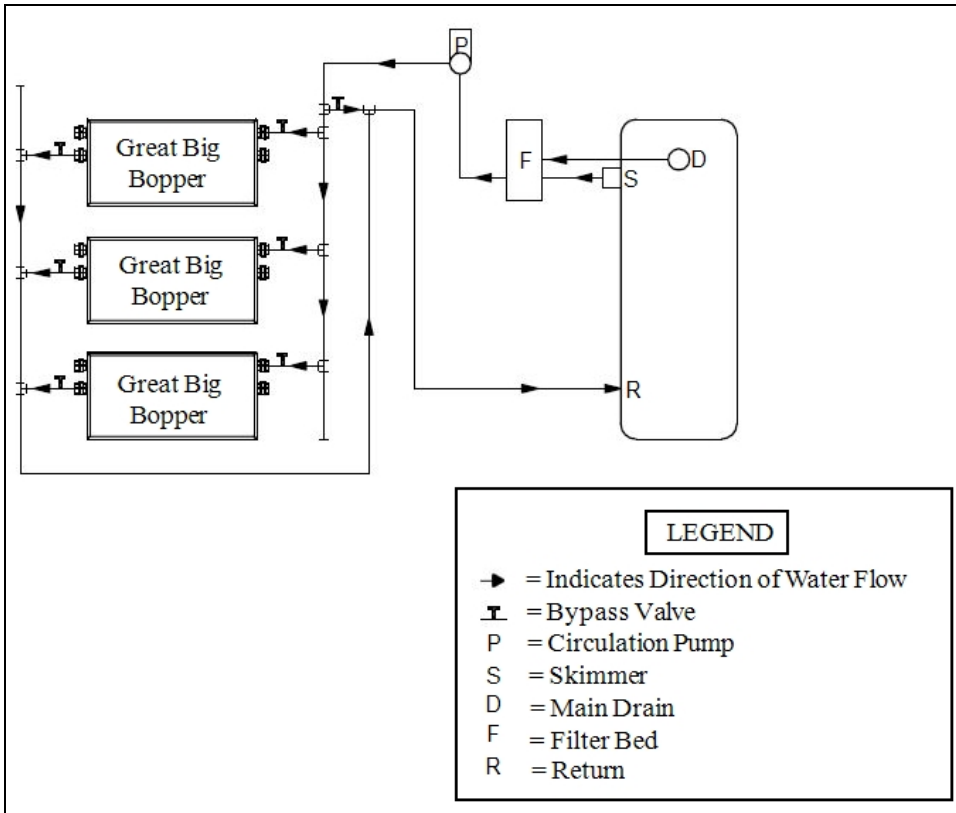 P
Great Big
Bopper
F
D
S
Great Big
Bopper
Great Big
Bopper
R
LEGEND
= Indicates Direction of Water Flow
= Bypass Valve
P = Circulation Pump
S = Skimmer
D = Main Drain
F = Filter Bed
R = Return